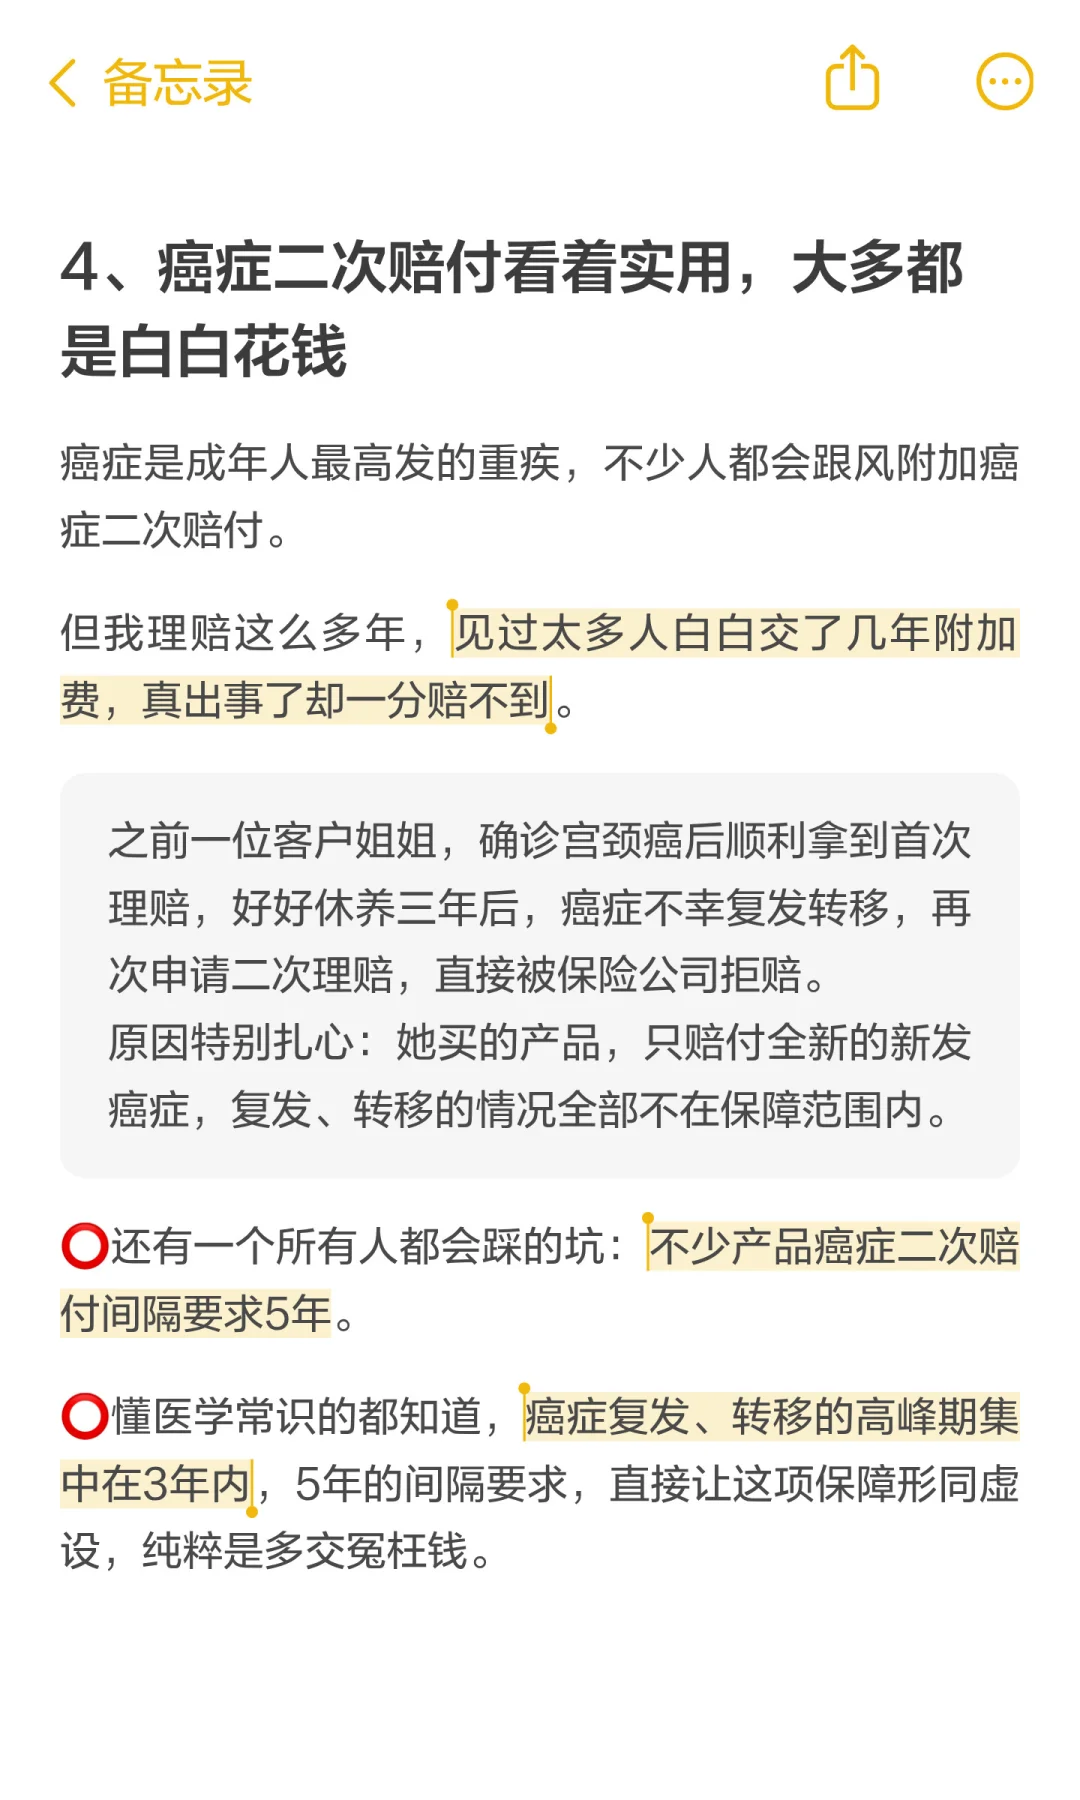 备忘录
4、癌症二次赔付看着实用，大多都
是白白花钱
癌症是成年人最高发的重疾，不少人都会跟风附加癌
症二次赔付。
但我理赔这么多年，见过太多人白白交了几年附加
费，真出事了却一分赔不到。
之前一位客户姐姐，确诊宫颈癌后顺利拿到首次
理赔，好好休养三年后，癌症不幸复发转移，再
次申请二次理赔，直接被保险公司拒赔。
原因特别扎心：她买的产品，只赔付全新的新发
癌症，复发、转移的情况全部不在保障范围内。
⭕还有一个所有人都会踩的坑：不少产品癌症二次赔
付间隔要求5年。
⭕懂医学常识的都知道，癌症复发、转移的高峰期集
中在3年内，5年的间隔要求，直接让这项保障形同虚
设，纯粹是多交冤枉钱。